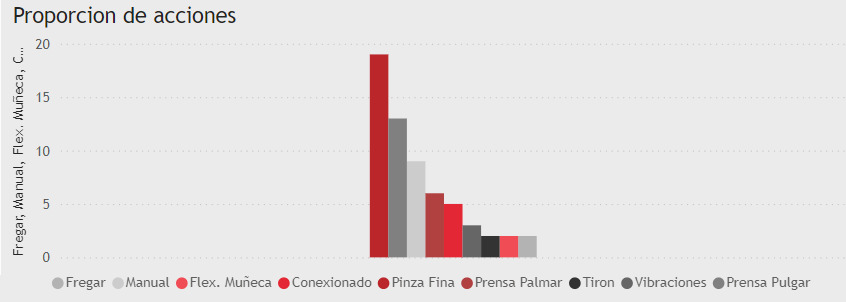 Proporcion de acciones
Fregar, Manual, Flex. Muñeca, C...
20
15
10
5
0
Fregar Manual Flex. Muñeca Conexionado Pinza Fina Prensa Palmar Tiron Vibraciones Prensa Pulgar